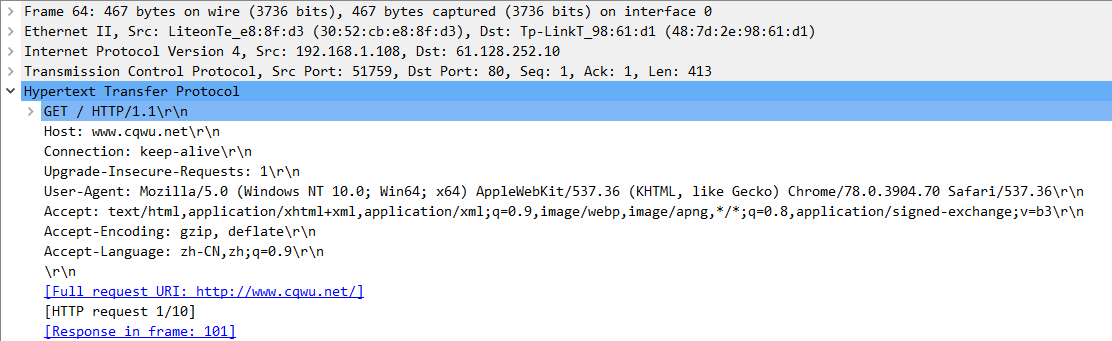 Frame 64: 467 bytes on wire (3736 bits), 467 bytes captured (3736 bits) on interface 0
Ethernet II, Src: LiteonTe_e8:8f:d3 (30:52:cb:e8:8f:d3), Dst: Tp-LinkT_98:61:d1 (48:7d:2e:98:61:d1)
Internet Protocol Version 4, Src: 192.168.1.108, Dst: 61.128.252.10
Transmission Control Protocol, Src Port: 51759, Dst Port: 80, Seq: 1, Ack: 1, Len: 413
Hypertext Transfer Protocol
GET / HTTP/1.1\r\n
Host: www.cqwu.net\r\n
Connection: keep-alive\r\n
Upgrade-Insecure-Requests: 1\r\n
User-Agent: Mozilla/5.0 (Windows NT 10.0; Win64; x64) AppleWebKit/537.36 (KHTML, like Gecko) Chrome/78.0.3904.70 Safari/537.36\r\n
Accept: text/html,application/xhtml+xml,application/xml;q=0.9,image/webp,image/apng,*/*;q=0.8,application/signed-exchange;v=b3\r\n
Accept-Encoding: gzip, deflate\r\n
Accept-Language: zh-CN,zh;q=0.9\r\n
\r\n
[Full request URI: http://www.cqwu.net/]
[HTTP request 1/10]
[Response in frame: 101]